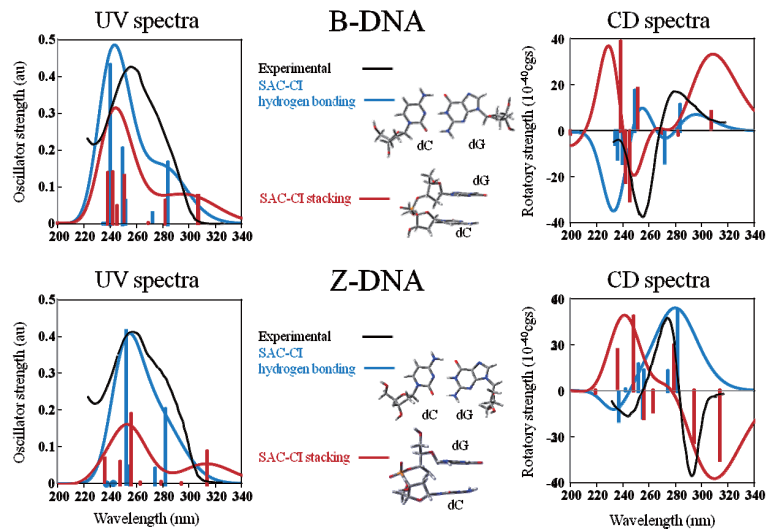 B-DNA
UV spectra
Oscillator strength (au)
0.5
0.4
0.3
0.2
0.1
0
200 220 240 260 280 300 320 340
Experimental
SAC-CI
hydrogen bonding
dC
dG
SAC-CI stacking
dG
dC
CD spectra
Rotatory strength (10⁻⁴⁰cgs)
40
20
0
-20
-40
200 220 240 260 280 300 320 340
Z-DNA
UV spectra
Oscillator strength (au)
0.5
0.4
0.3
0.2
0.1
0
200 220 240 260 280 300 320 340
Wavelength (nm)
Experimental
SAC-CI
hydrogen bonding
dC
dG
SAC-CI stacking
dG
dC
CD spectra
Rotatory strength (10⁻⁴⁰cgs)
60
30
0
-30
-60
200 220 240 260 280 300 320 340
Wavelength (nm)